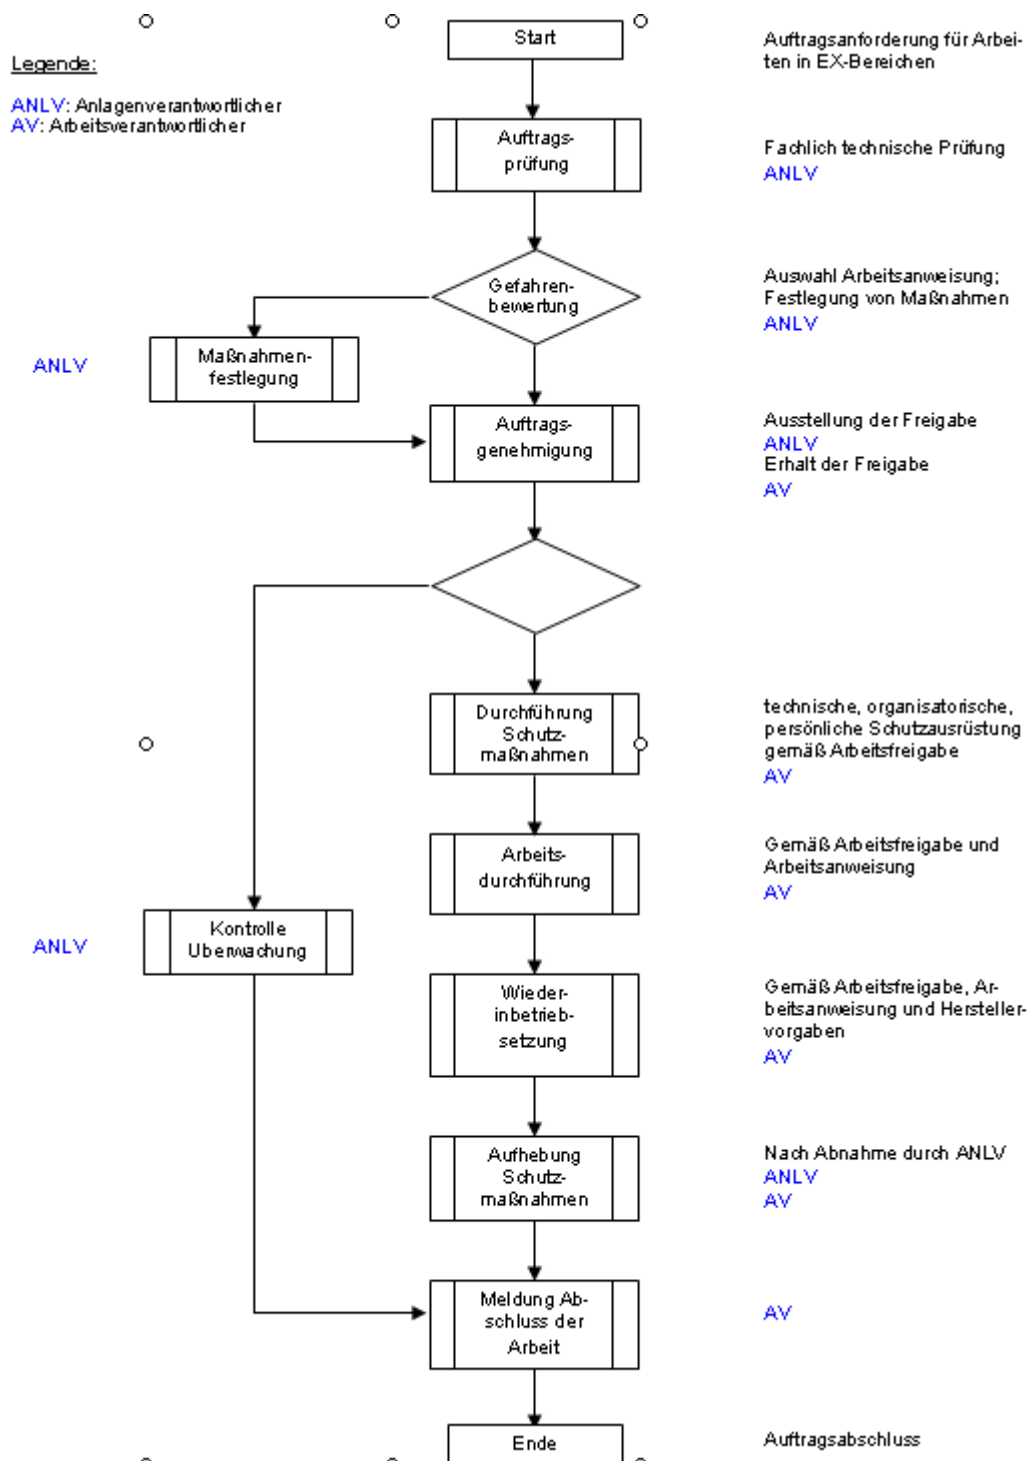 Start
Auftragsanforderung für Arbei-
ten in EX-Bereichen
Legende:
ANLV: Anlagenverantwortlicher
AV: Arbeitsverantwortlicher
Auftrags-
prüfung
Fachlich technische Prüfung
ANLV
Gefahren-
bewertung
Auswahl Arbeitsanweisung;
Festlegung von Maßnahmen
ANLV
ANLV
Maßnahmen-
festlegung
Auftrags-
genehmigung
Ausstellung der Freigabe
ANLV
Erhalt der Freigabe
AV
Durchführung
Schutz-
maßnahmen
technische, organisatorische,
persönliche Schutzausrüstung
gemäß Arbeitsfreigabe
AV
Arbeits-
durchführung
Gemäß Arbeitsfreigabe und
Arbeitsanweisung
AV
ANLV
Kontrolle
Überwachung
Wieder-
inbetrieb-
setzung
Gemäß Arbeitsfreigabe, Ar-
beitsanweisung und Hersteller-
vorgaben
AV
Aufhebung
Schutz-
maßnahmen
Nach Abnahme durch ANLV
ANLV
AV
Meldung Ab-
schluss der
Arbeit
AV
Ende
Auftragsabschluss